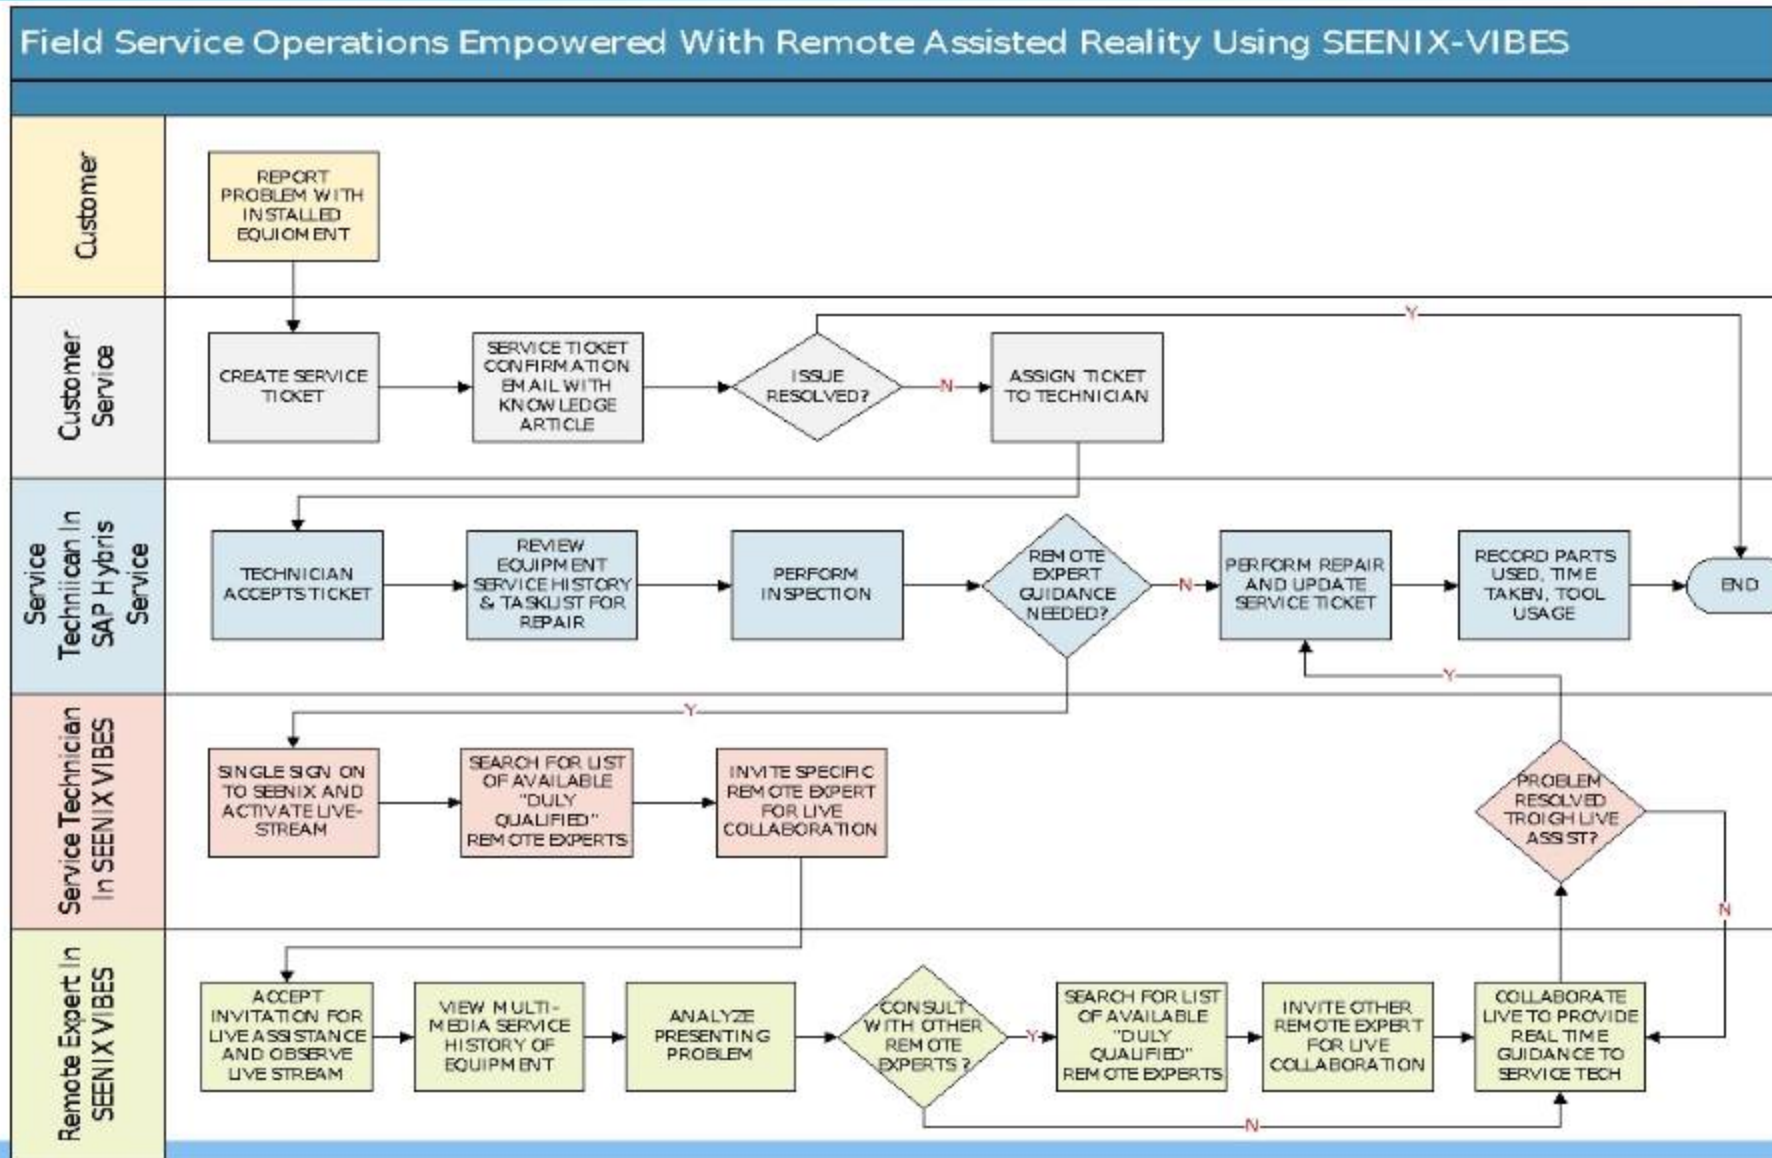 Field Service Operations Empowered With Remote Assisted Reality Using SEENIX-VIBES
Customer
REPORT
PROBLEM WITH
INSTALLED
EQUIOMENT
Customer
Service
CREATE SERVICE
TICKET
SERVICE TICKET
CONFIRMATION
EMAIL WITH
KNOWLEDGE
ARTICLE
ISSUE
RESOLVED?
Y
N
ASSIGN TICKET
TO TECHNICIAN
Service
Techniican In
SAP Hybris
Service
TECHNICIAN
ACCEPTS TICKET
REVIEW
EQUIPMENT
SERVICE HISTORY
& TASKLIST FOR
REPAIR
PERFORM
INSPECTION
REMOTE
EXPERT
GUIDANCE
NEEDED?
N
PERFORM REPAIR
AND UPDATE
SERVICE TICKET
RECORD PARTS
USED, TIME
TAKEN, TOOL
USAGE
END
Y
Y
Service Technician
In SEENIX VIBES
SINGLE SIGN ON
TO SEENIX AND
ACTIVATE LIVE-
STREAM
SEARCH FOR LIST
OF AVAILABLE
"DULY
QUALIFIED"
REMOTE EXPERTS
INVITE SPECIFIC
REMOTE EXPERT
FOR LIVE
COLLABORATION
PROBLEM
RESOLVED
TROIGH LIVE
ASSIST?
N
Remote Expert In
SEENIX VIBES
ACCEPT
INVITATION FOR
LIVE ASSISTANCE
AND OBSERVE
LIVE STREAM
VIEW MULTI-
MEDIA SERVICE
HISTORY OF
EQUIPMENT
ANALYZE
PRESENTING
PROBLEM
CONSULT
WITH OTHER
REMOTE
EXPERTS ?
Y
SEARCH FOR LIST
OF AVAILABLE
"DULY
QUALIFIED"
REMOTE EXPERTS
INVITE OTHER
REMOTE EXPERT
FOR LIVE
COLLABORATION
COLLABORATE
LIVE TO PROVIDE
REAL TIME
GUIDANCE TO
SERVICE TECH
N